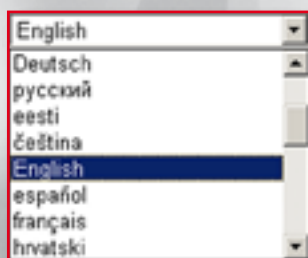 English
Deutsch
русский
eesti
čeština
English
español
français
hrvatski